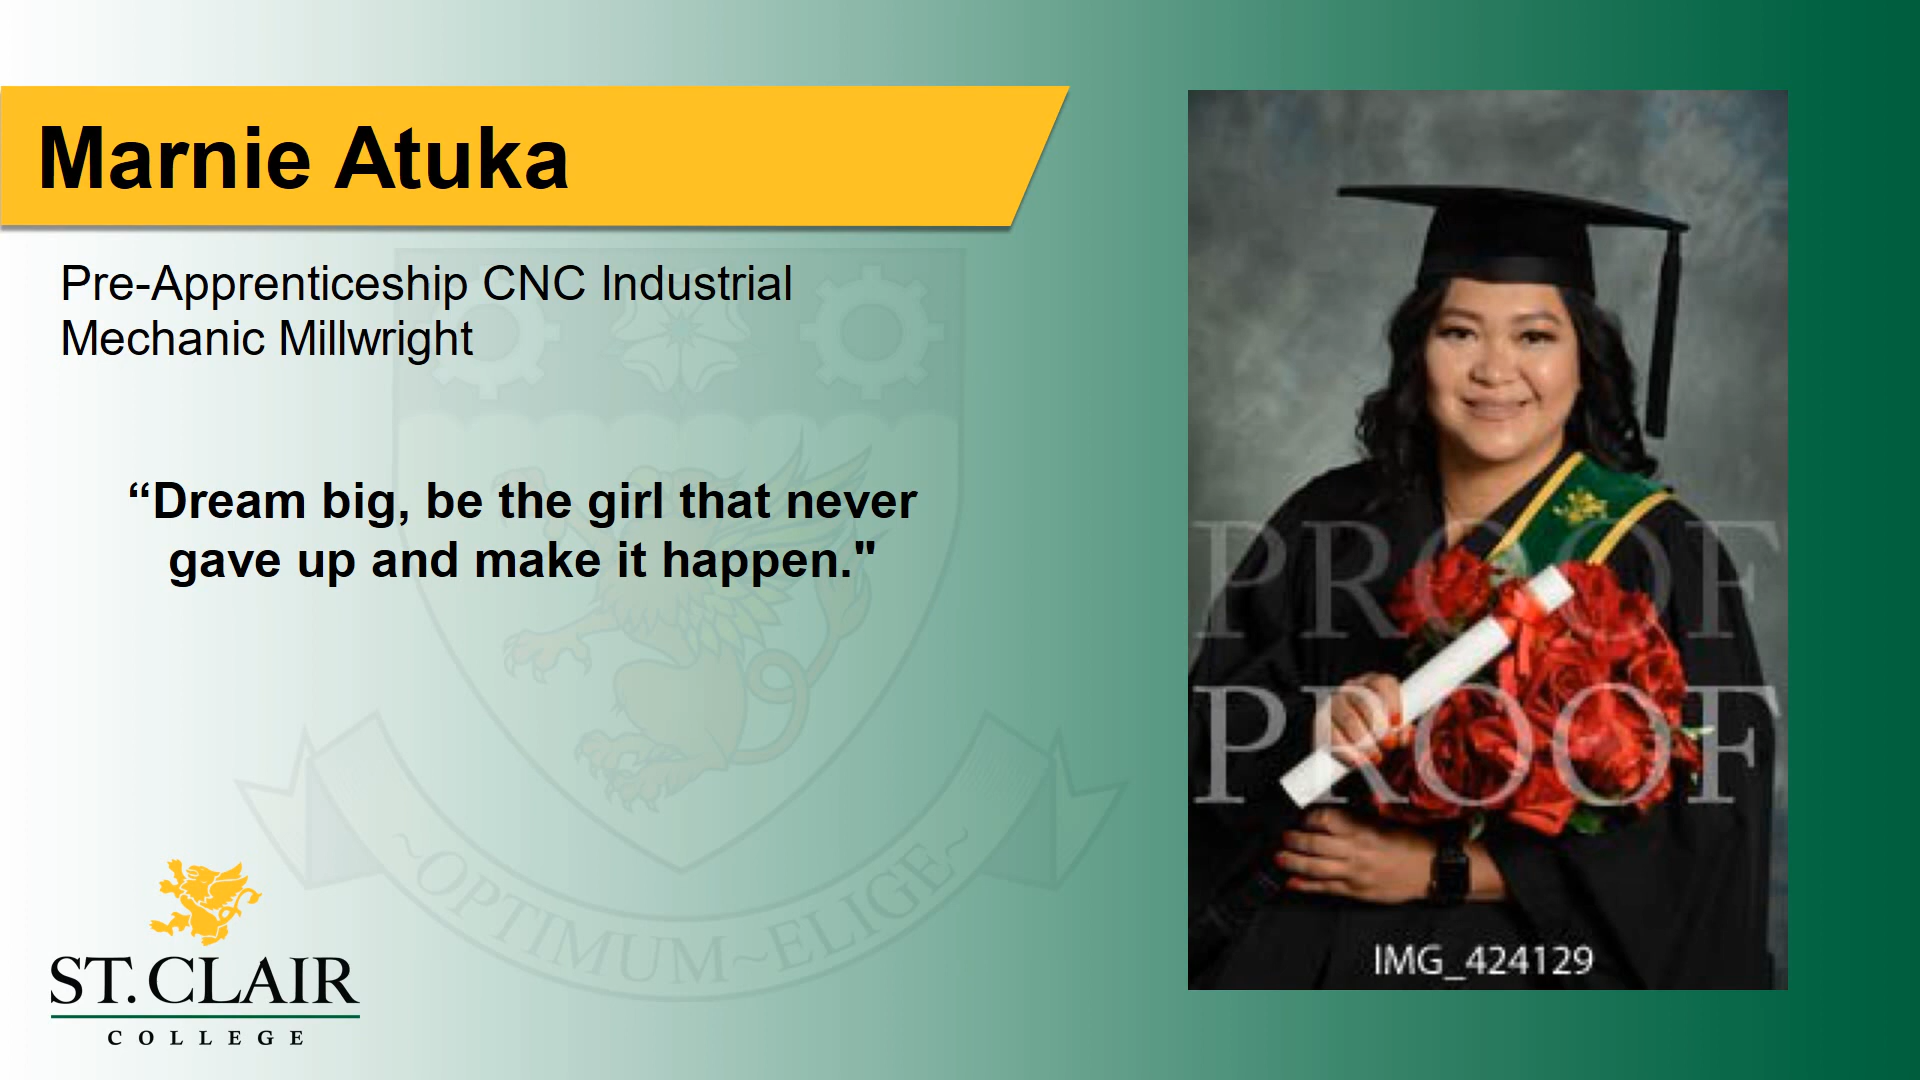 Marnie Atuka
Pre-Apprenticeship CNC Industrial
Mechanic Millwright
“Dream big, be the girl that never
gave up and make it happen."
~OPTIMUM~ELIGE~
ST. CLAIR
COLLEGE
PROOF
PROOF
IMG_424129